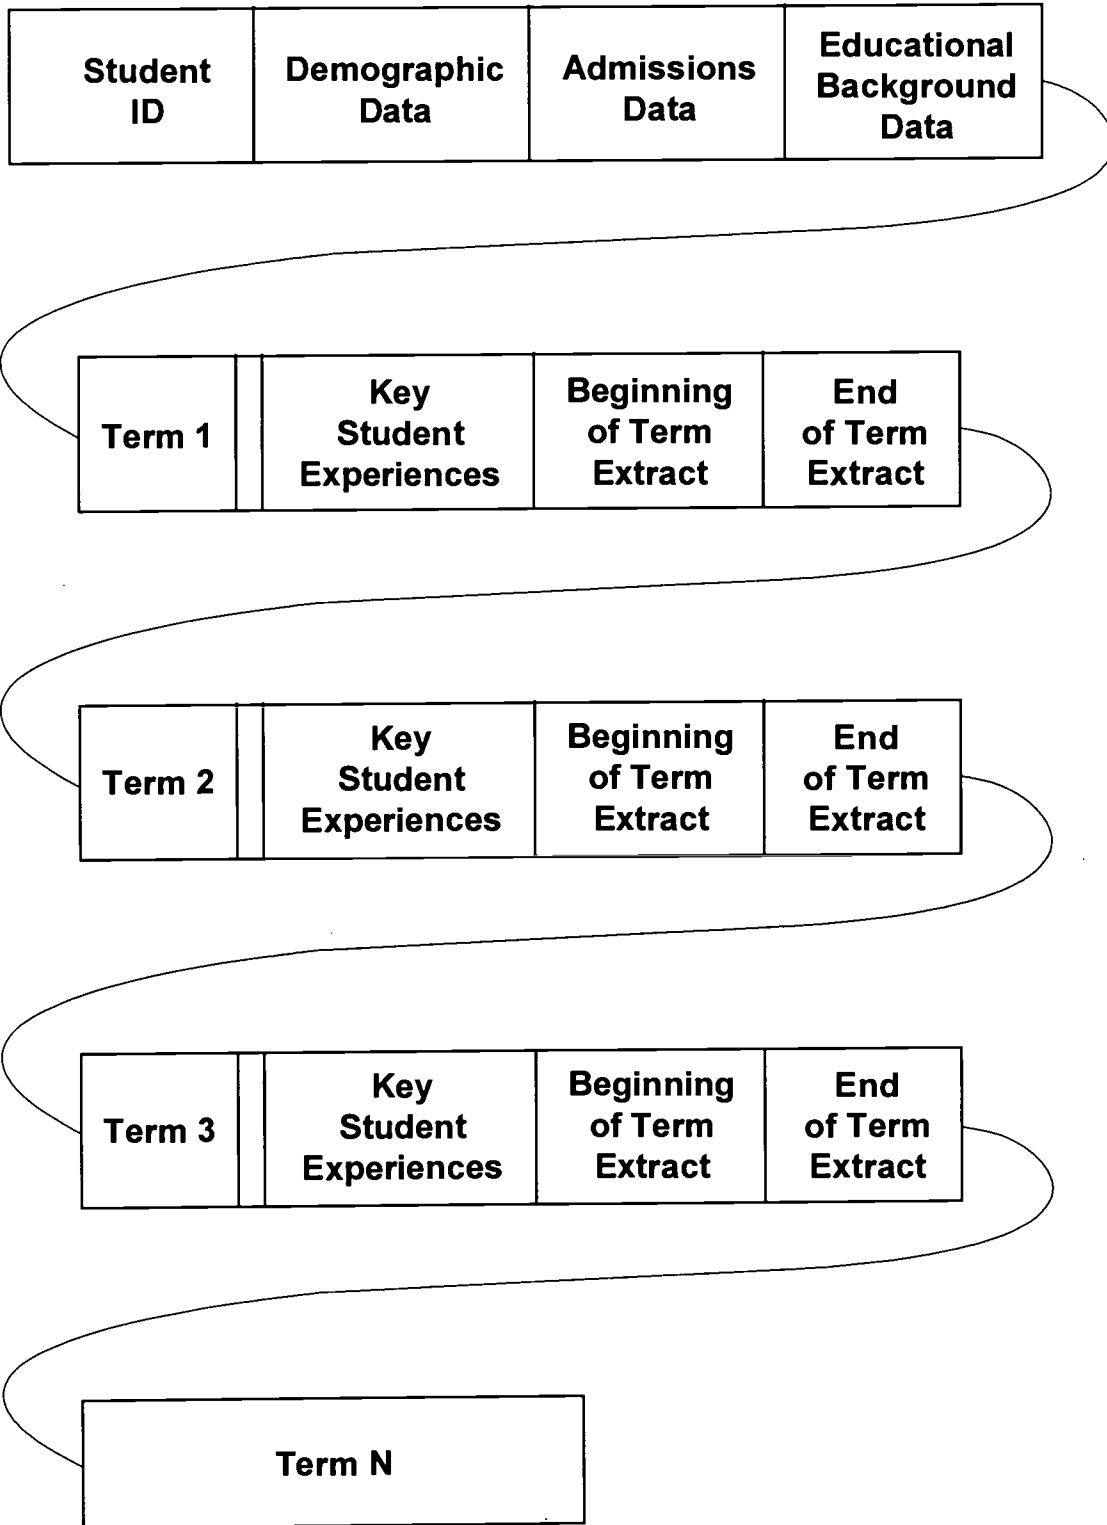 Student
ID
Demographic
Data
Admissions
Data
Educational
Background
Data
Term 1
Key
Student
Experiences
Beginning
of Term
Extract
End
of Term
Extract
Term 2
Key
Student
Experiences
Beginning
of Term
Extract
End
of Term
Extract
Term 3
Key
Student
Experiences
Beginning
of Term
Extract
End
of Term
Extract
Term N